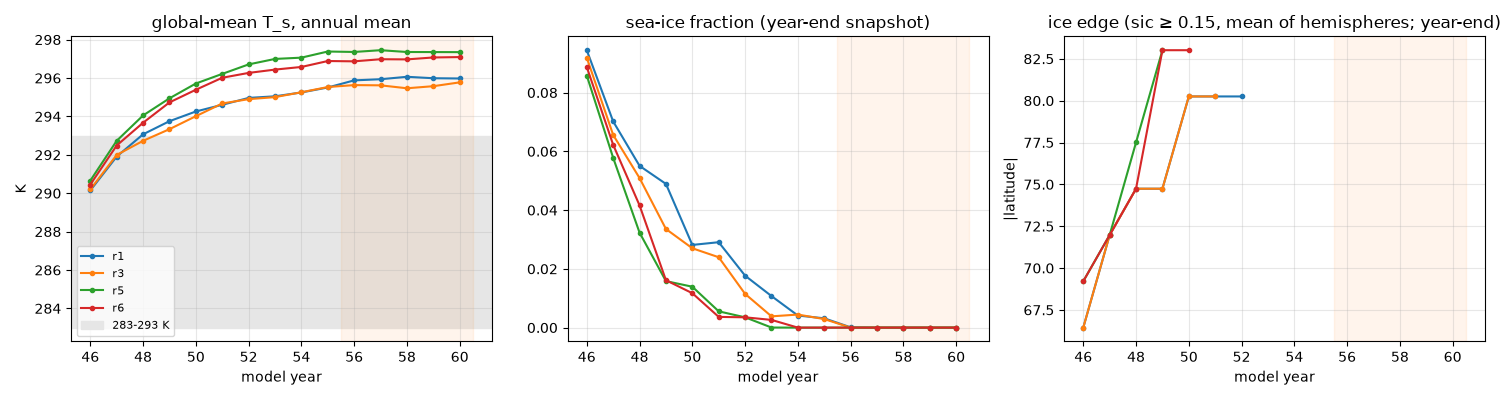 global-mean T_s, annual mean
298
296
294
292
290
288
286
284
K
r1
r3
r5
r6
283-293 K
46 48 50 52 54 56 58 60
model year
sea-ice fraction (year-end snapshot)
0.08
0.06
0.04
0.02
0.00
46 48 50 52 54 56 58 60
model year
ice edge (sic ≥ 0.15, mean of hemispheres; year-end)
82.5
80.0
77.5
75.0
72.5
70.0
67.5
|latitude|
46 48 50 52 54 56 58 60
model year